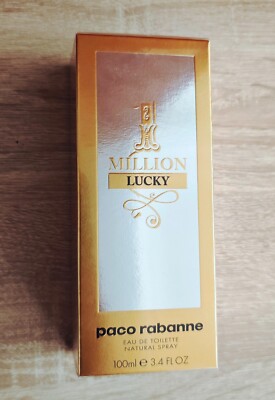 1
MILLION
LUCKY
paco rabanne
EAU DE TOILETTE
NATURAL SPRAY
100ml e 3.4 fl OZ